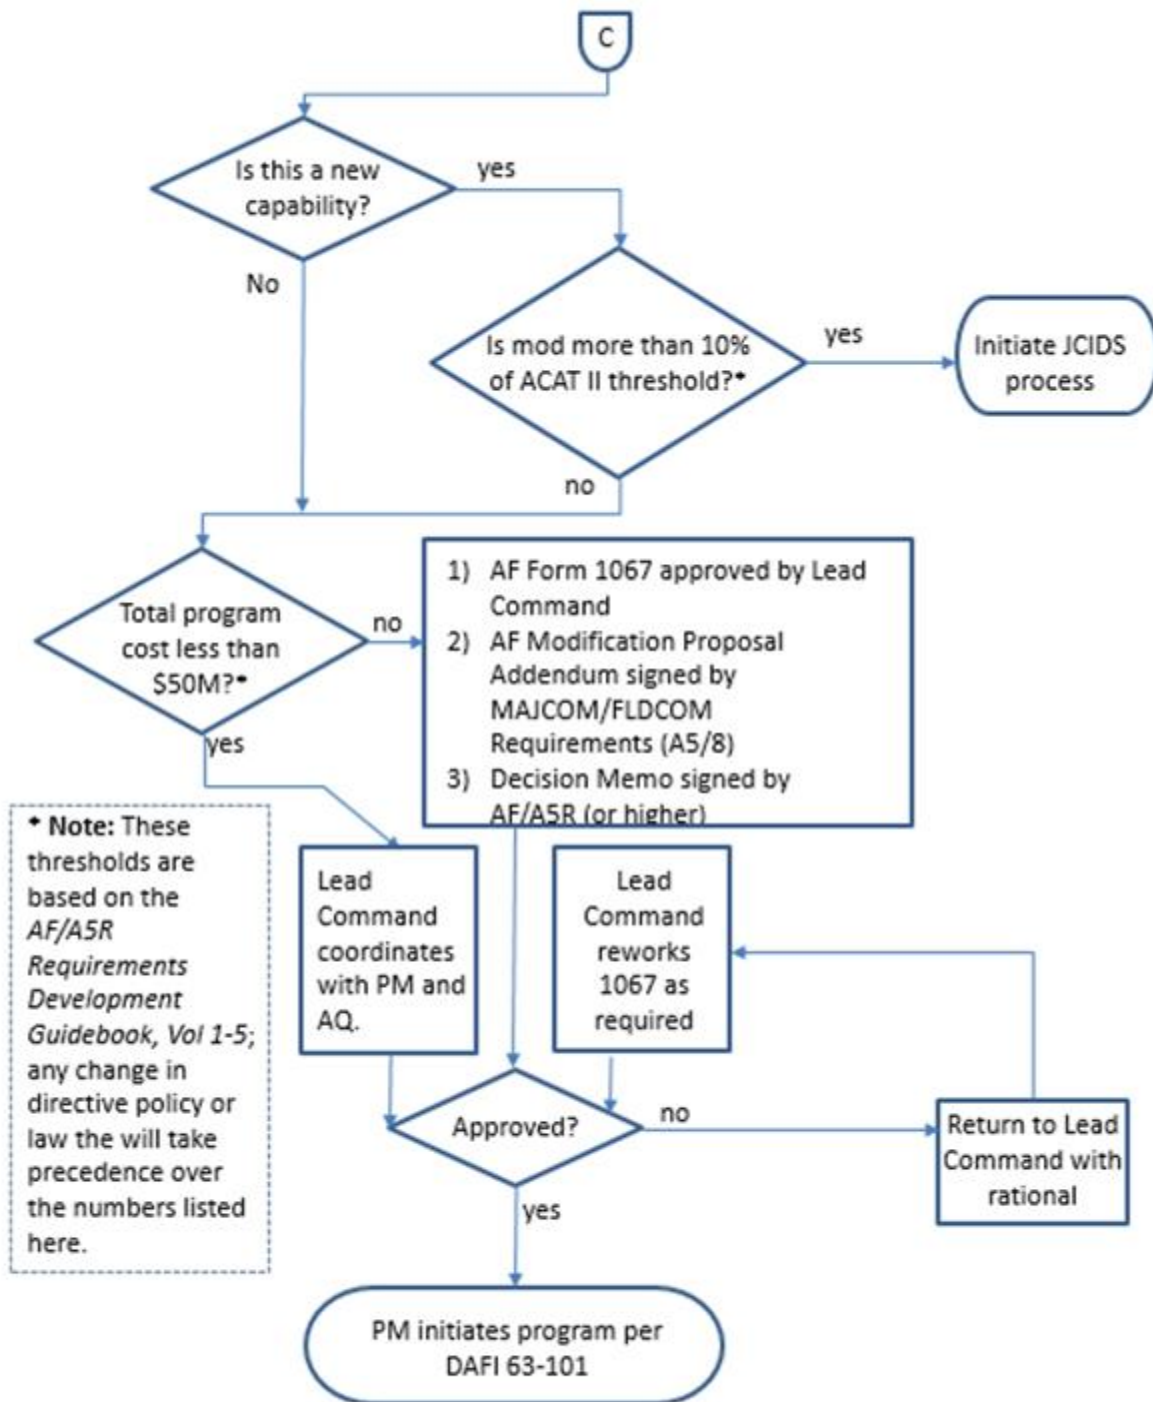 C
Is this a new
capability?
yes
No
Is mod more than 10%
of ACAT II threshold?*
yes
Initiate JCIDS
process
no
Total program
cost less than
$50M?*
no
yes
1) AF Form 1067 approved by Lead
Command
2) AF Modification Proposal
Addendum signed by
MAJCOM/FLDCOM
Requirements (A5/8)
3) Decision Memo signed by
AF/A5R (or higher)
* Note: These
thresholds are
based on the
AF/A5R
Requirements
Development
Guidebook, Vol 1-5;
any change in
directive policy or
law the will take
precedence over
the numbers listed
here.
Lead
Command
coordinates
with PM and
AQ.
Lead
Command
reworks
1067 as
required
Approved?
no
Return to Lead
Command with
rational
yes
PM initiates program per
DAFI 63-101